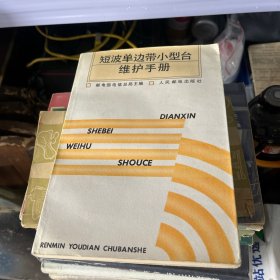 短波单边带小型台
维护手册
邮电部电信总局主编 人民邮电出版社
DIANXIN
SHEBEI
WEIHU
SHOUCE
RENMIN YOUDIAN CHUBANSHE